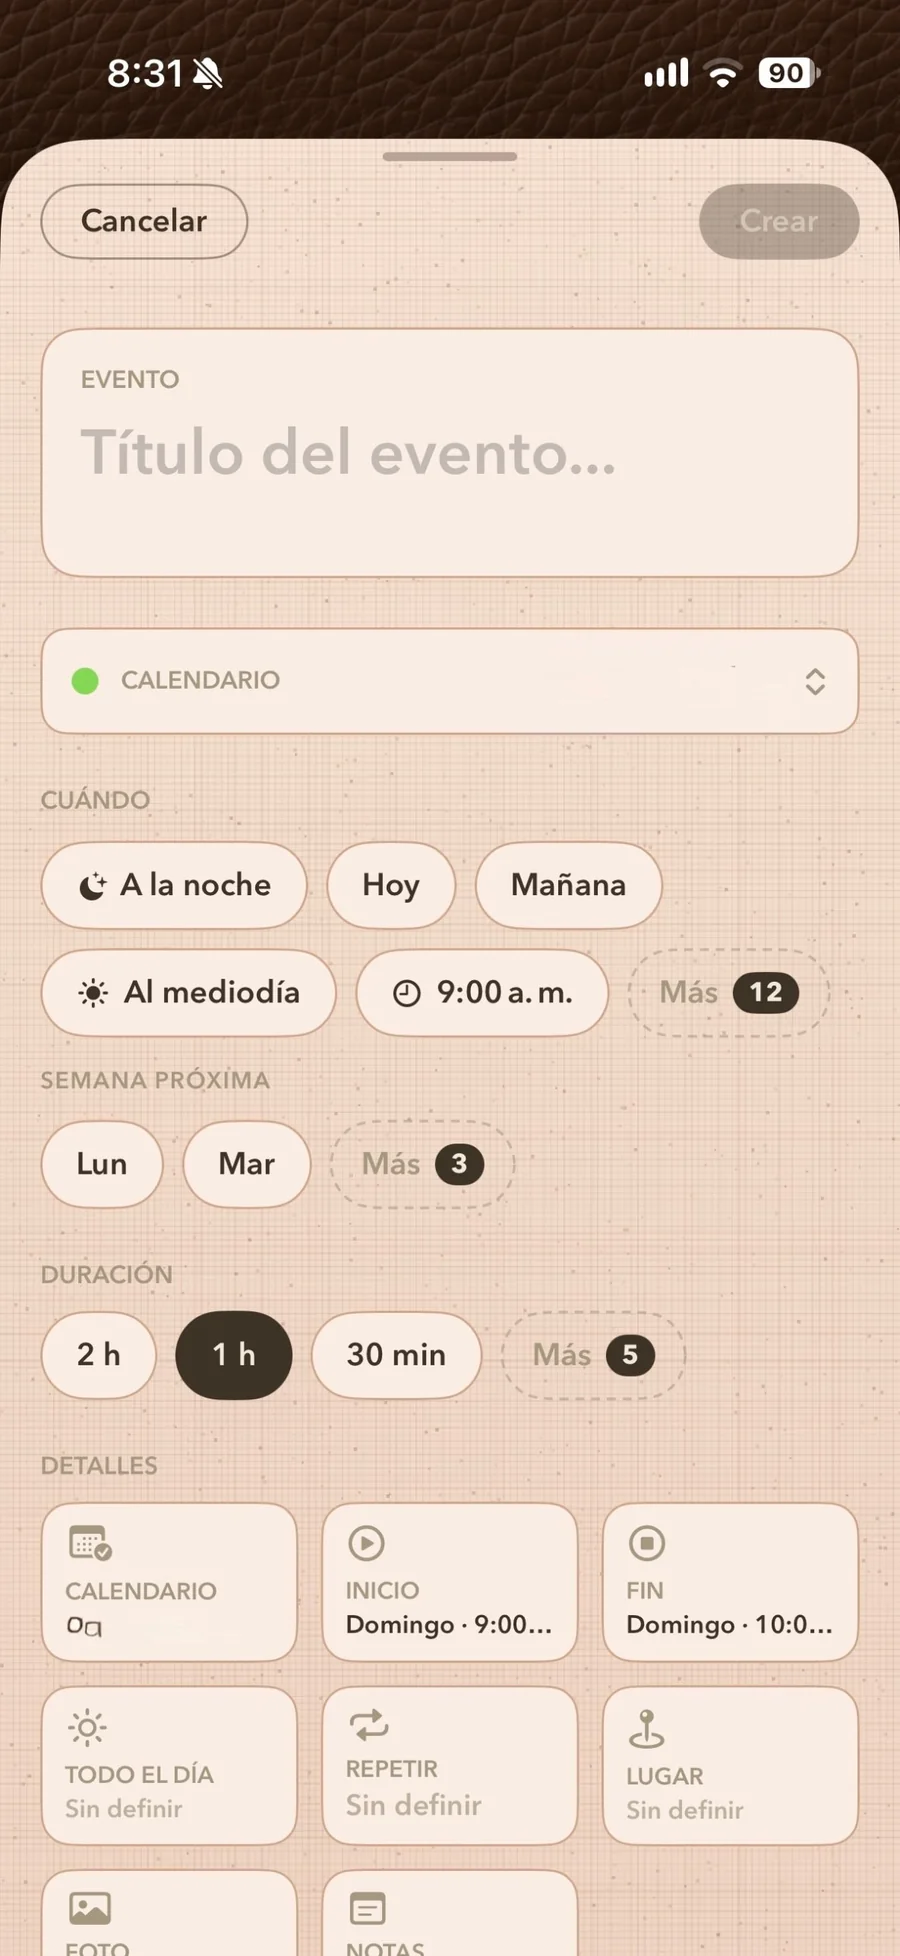 8:31
90
Cancelar
Crear
EVENTO
Título del evento...
CALENDARIO
CUÁNDO
A la noche
Hoy
Mañana
Al mediodía
9:00 a. m.
Más 12
SEMANA PRÓXIMA
Lun
Mar
Más 3
DURACIÓN
2 h
1 h
30 min
Más 5
DETALLES
CALENDARIO
INICIO
Domingo · 9:00...
FIN
Domingo · 10:0...
TODO EL DÍA
Sin definir
REPETIR
Sin definir
LUGAR
Sin definir
FOTO
NOTAS